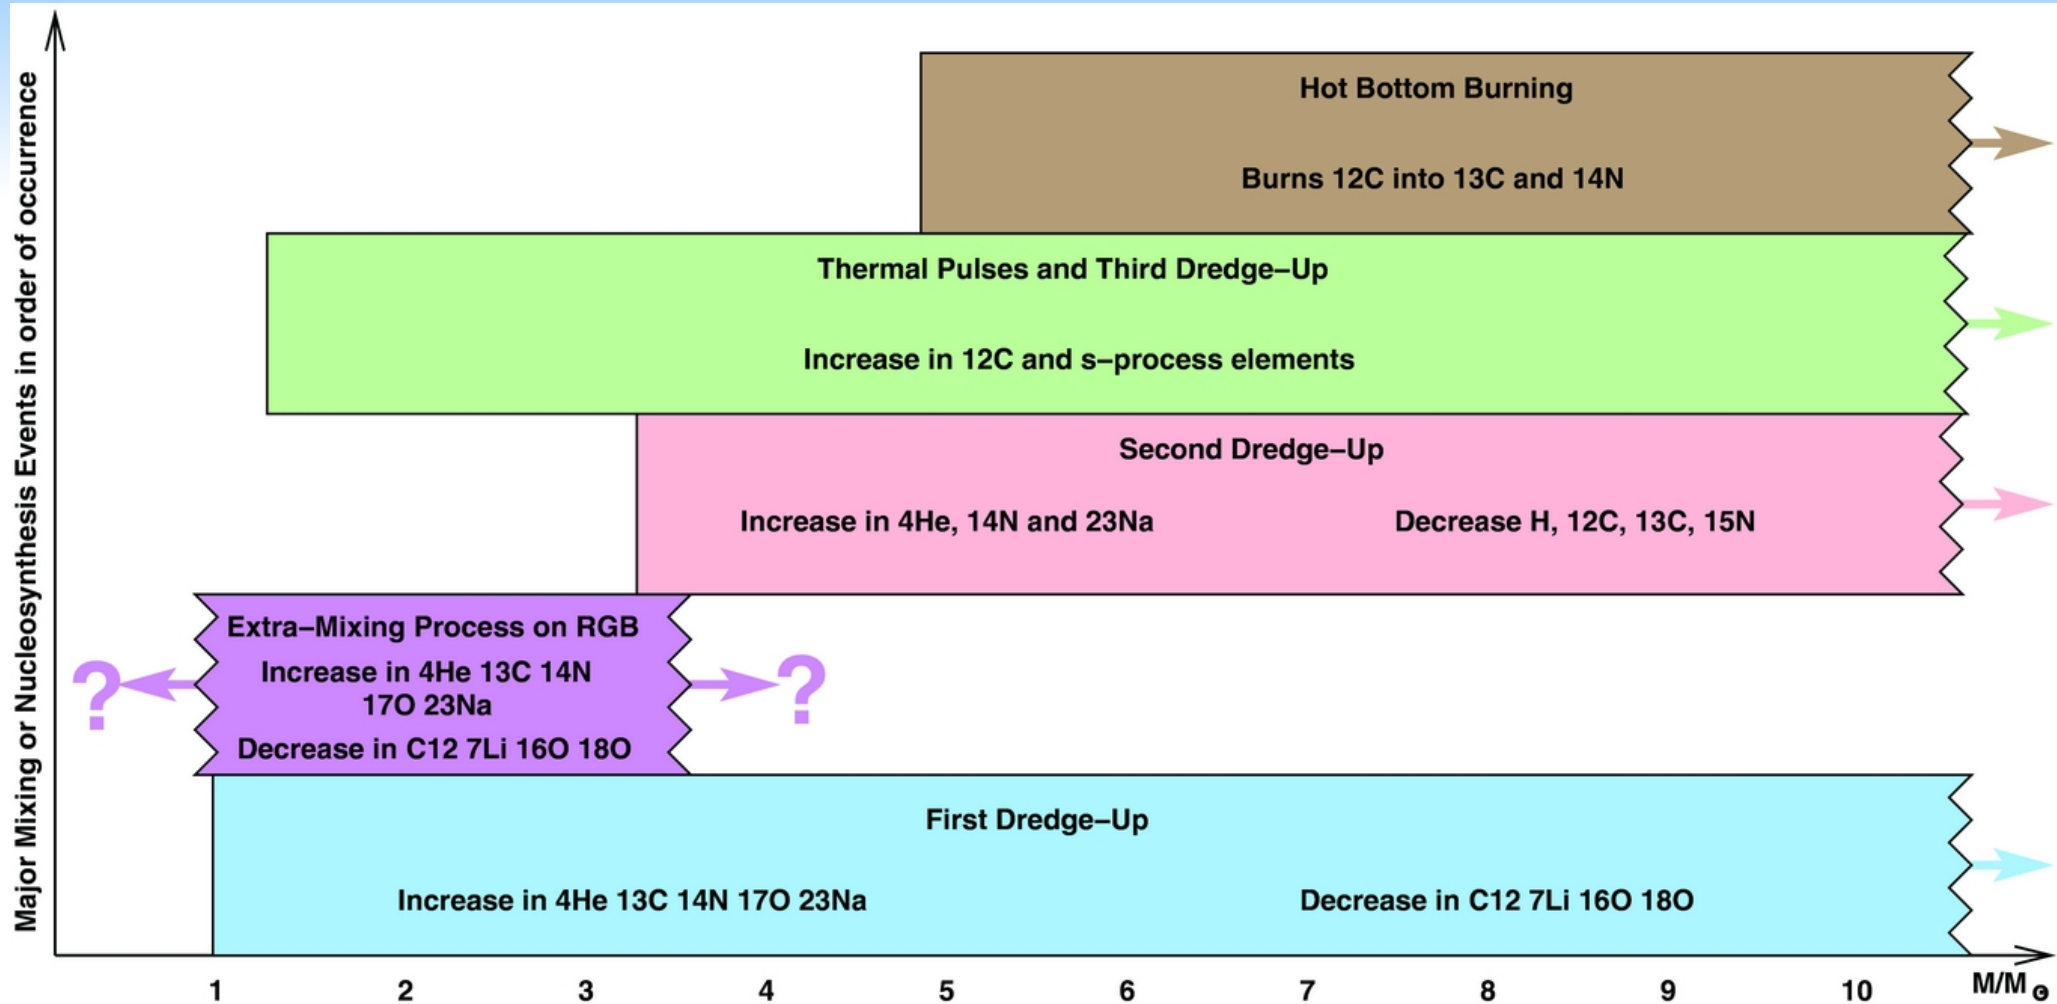 Major Mixing or Nucleosynthesis Events in order of occurrence
Hot Bottom Burning
Burns 12C into 13C and 14N
Thermal Pulses and Third Dredge–Up
Increase in 12C and s–process elements
Second Dredge–Up
Increase in 4He, 14N and 23Na
Decrease H, 12C, 13C, 15N
Extra–Mixing Process on RGB
Increase in 4He 13C 14N
17O 23Na
Decrease in C12 7Li 16O 18O
?
?
First Dredge–Up
Increase in 4He 13C 14N 17O 23Na
Decrease in C12 7Li 16O 18O
1 2 3 4 5 6 7 8 9 10 M/M⊙